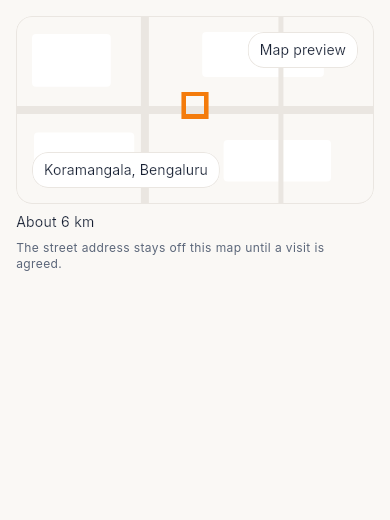 Map preview
Koramangala, Bengaluru
About 6 km
The street address stays off this map until a visit is
agreed.